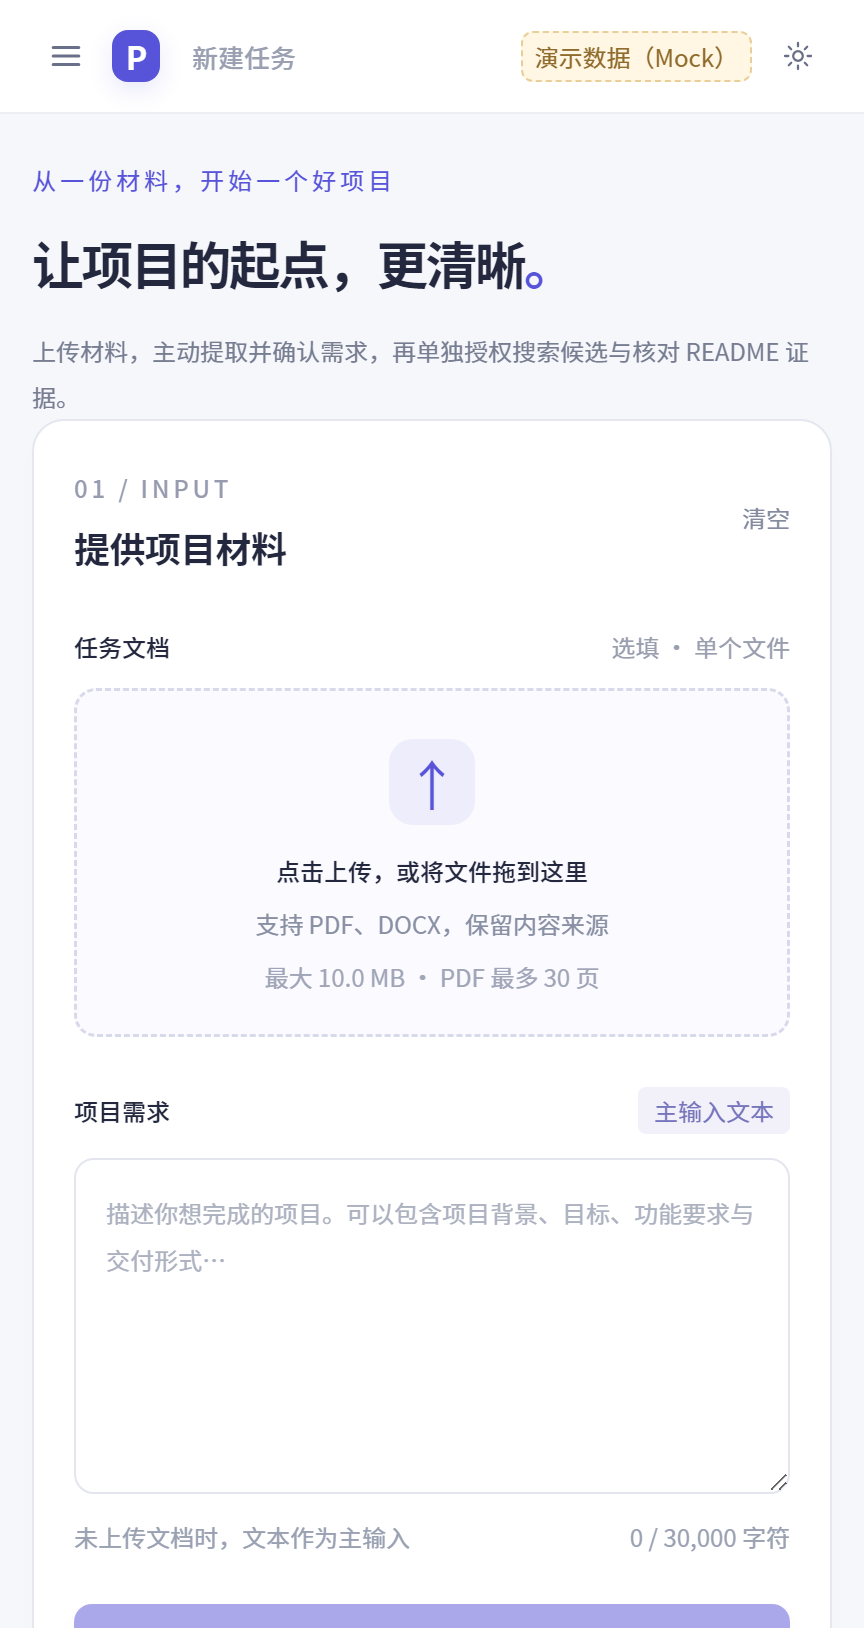 P
新建任务
演示数据（Mock）
从一份材料，开始一个好项目
让项目的起点，更清晰。
上传材料，主动提取并确认需求，再单独授权搜索候选与核对 README 证
据。
01 / INPUT
清空
提供项目材料
任务文档
选填 · 单个文件
点击上传，或将文件拖到这里
支持 PDF、DOCX，保留内容来源
最大 10.0 MB · PDF 最多 30 页
项目需求
主输入文本
描述你想完成的项目。可以包含项目背景、目标、功能要求与
交付形式…
未上传文档时，文本作为主输入
0 / 30,000 字符